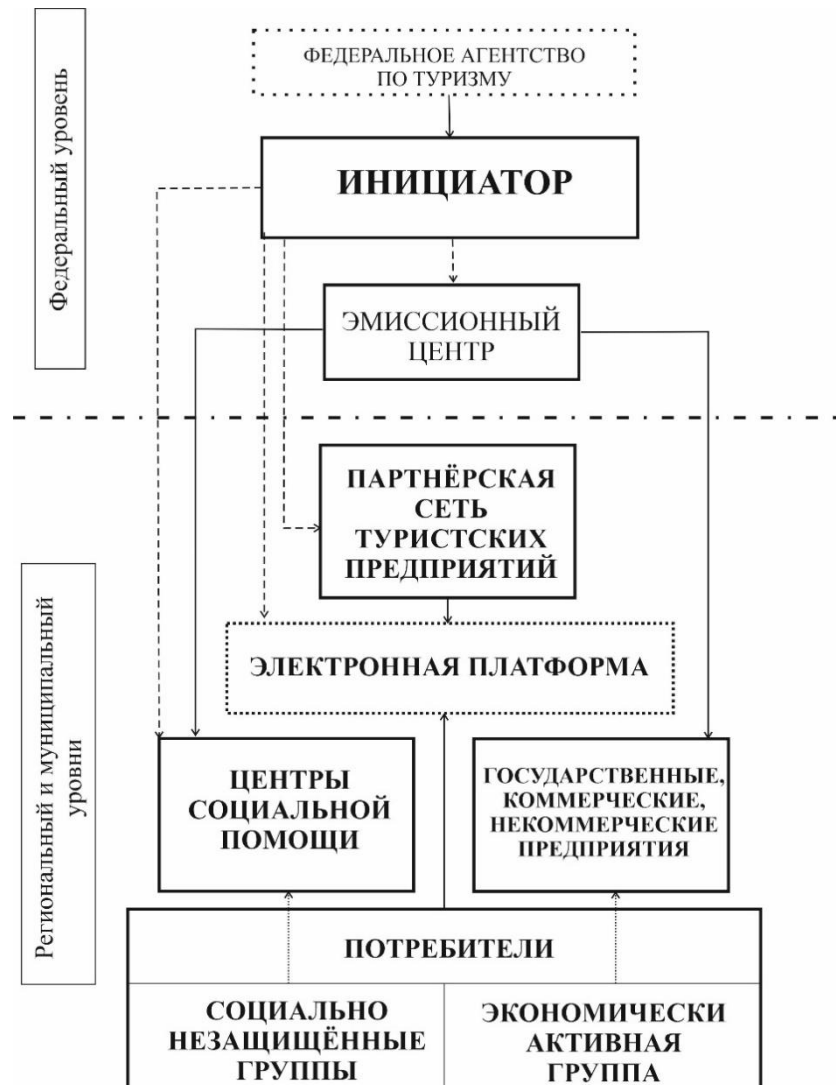 Федеральный уровень
ФЕДЕРАЛЬНОЕ АГЕНТСТВО
ПО ТУРИЗМУ
ИНИЦИАТОР
ЭМИССИОННЫЙ
ЦЕНТР
Региональный и муниципальный
уровни
ПАРТНЁРСКАЯ
СЕТЬ
ТУРИСТСКИХ
ПРЕДПРИЯТИЙ
ЭЛЕКТРОННАЯ ПЛАТФОРМА
ЦЕНТРЫ
СОЦИАЛЬНОЙ
ПОМОЩИ
ГОСУДАРСТВЕННЫЕ,
КОММЕРЧЕСКИЕ,
НЕКОММЕРЧЕСКИЕ
ПРЕДПРИЯТИЯ
ПОТРЕБИТЕЛИ
СОЦИАЛЬНО
НЕЗАЩИЩЁННЫЕ
ГРУППЫ
ЭКОНОМИЧЕСКИ
АКТИВНАЯ
ГРУППА